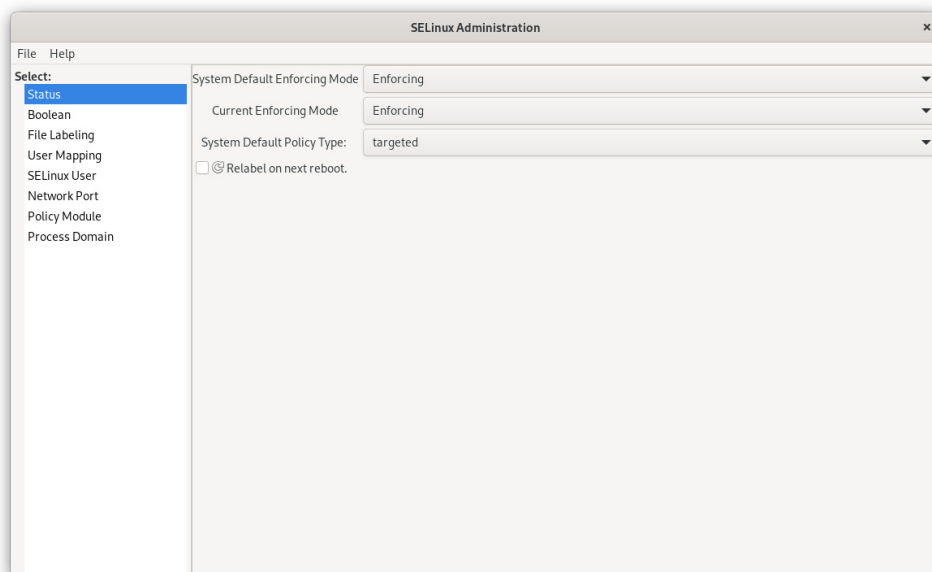 SELinux Administration
×
File Help
Select:
Status
Boolean
File Labeling
User Mapping
SELinux User
Network Port
Policy Module
Process Domain
System Default Enforcing Mode Enforcing
Current Enforcing Mode Enforcing
System Default Policy Type: targeted
Relabel on next reboot.